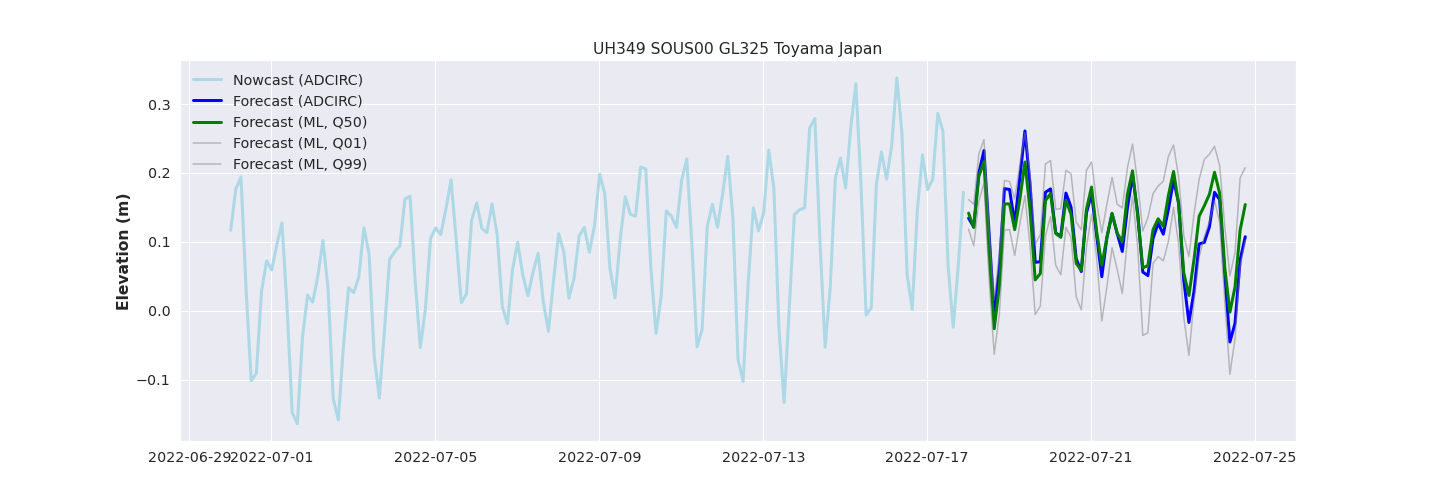 UH349 SOUS00 GL325 Toyama Japan
Nowcast (ADCIRC)
Forecast (ADCIRC)
Forecast (ML, Q50)
Forecast (ML, Q01)
Forecast (ML, Q99)
Elevation (m)
0.3
0.2
0.1
0.0
−0.1
2022-06-29 2022-07-01 2022-07-05 2022-07-09 2022-07-13 2022-07-17 2022-07-21 2022-07-25